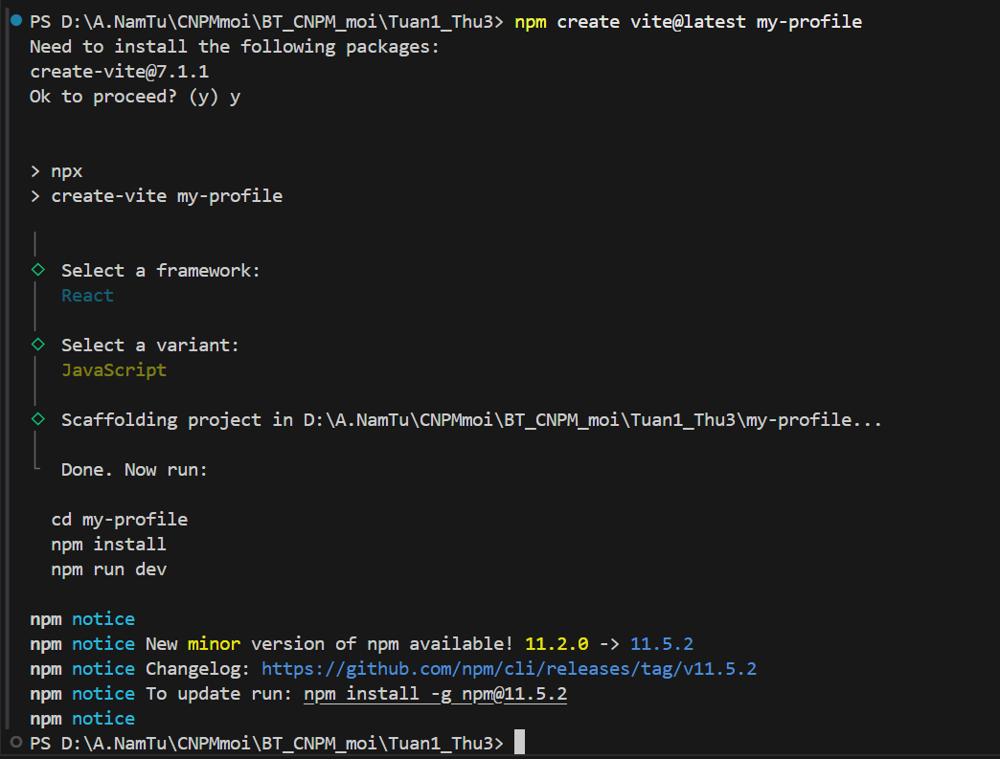 PS D:\A.NamTu\CNPMmoi\BT_CNPM_moi\Tuan1_Thu3> npm create vite@latest my-profile
Need to install the following packages:
create-vite@7.1.1
Ok to proceed? (y) y
> npx
> create-vite my-profile
Select a framework:
React
Select a variant:
JavaScript
Scaffolding project in D:\A.NamTu\CNPMmoi\BT_CNPM_moi\Tuan1_Thu3\my-profile...
Done. Now run:
cd my-profile
npm install
npm run dev
npm notice
npm notice New minor version of npm available! 11.2.0 -> 11.5.2
npm notice Changelog: https://github.com/npm/cli/releases/tag/v11.5.2
npm notice To update run: npm install -g npm@11.5.2
npm notice
PS D:\A.NamTu\CNPMmoi\BT_CNPM_moi\Tuan1_Thu3>